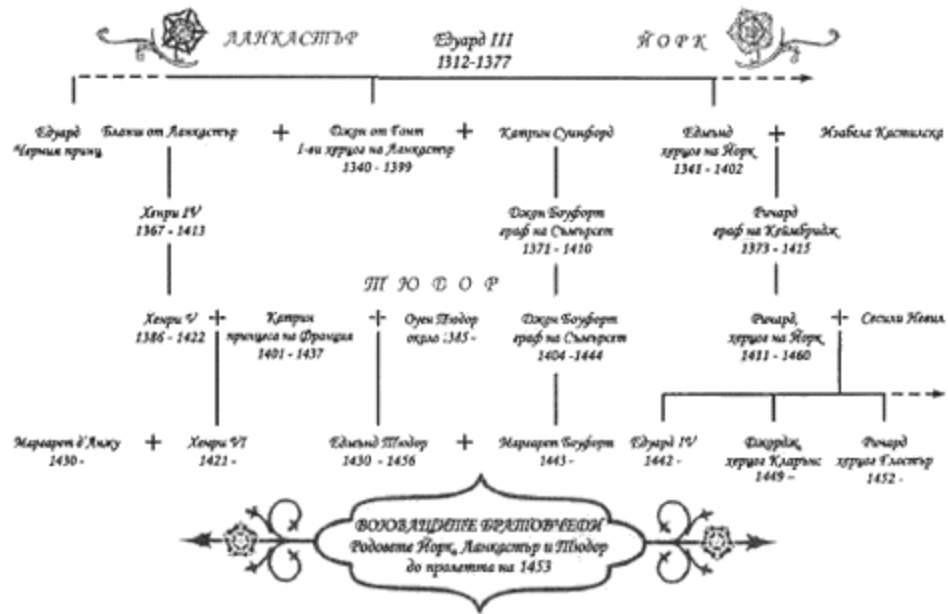 ЛАНКАСТЪР
Едуард III
1312-1377
ЙОРК
Едуард
Черния принц
Бланш от Ланкастър
+
Джон от Гонт
1-ви херцог на Ланкастър
1340 - 1399
+
Катрин Суинфорд
Едмънд
херцог на Йорк
1341 - 1402
+
Изабела Кастилска
Хенри IV
1367 - 1413
Джон Боуфорт
граф на Съмърсет
1371 - 1410
Ричард
граф на Кеймбридж
1373 - 1415
ТЮДОР
Хенри V
1386 - 1422
+
Катрин
принцеса на Франция
1401 - 1437
+
Оуен Тюдор
около 1385 -
Джон Боуфорт
граф на Съмърсет
1404 -1444
Ричард,
херцог на Йорк
1411 - 1460
+
Сесили Невил
Маргарет д'Анжу
1430 -
+
Хенри VI
1421 -
Едмънд Тюдор
1430 - 1456
+
Маргарет Боуфорт
1443 -
Едуард IV
1442 -
Джордж,
херцог Кларънс
1449 -
Ричард
херцог Глостър
1452 -
ВОЮВАЩИТЕ БРАТОВЧЕДИ
Родовете Йорк, Ланкастър и Тюдор
до пролетта на 1453